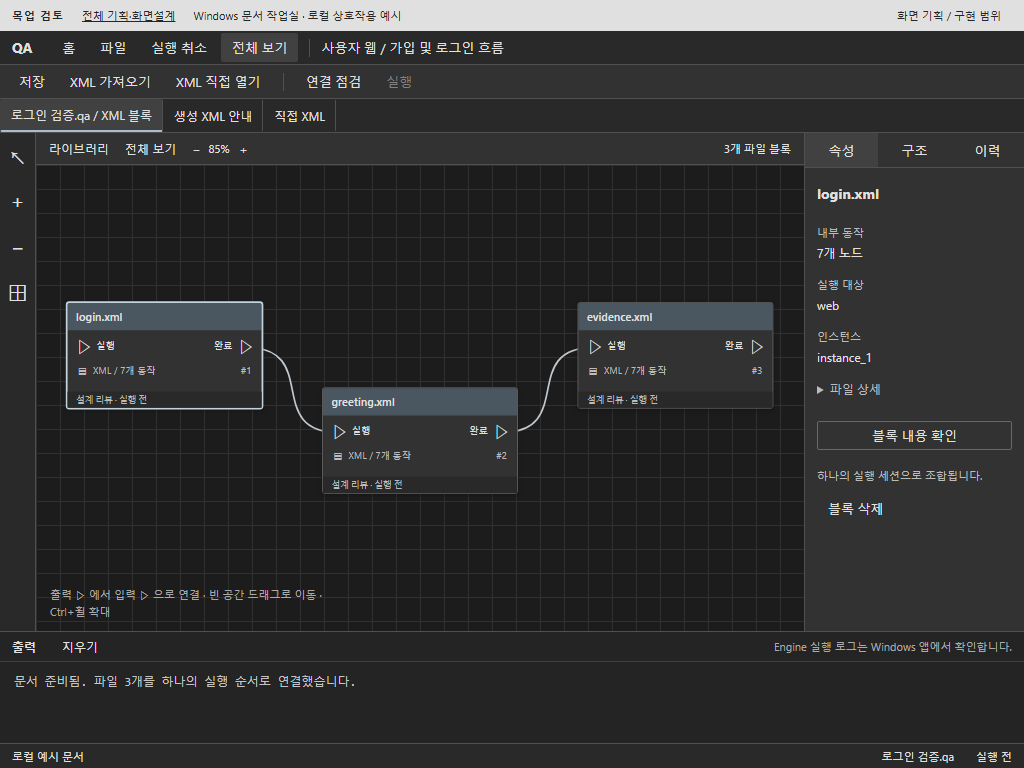 목업 검토 전체 기획·화면설계 Windows 문서 작업실 · 로컬 상호작용 예시 화면 기획 / 구현 범위
QA 홈 파일 실행 취소 전체 보기 사용자 웹 / 가입 및 로그인 흐름
저장 XML 가져오기 XML 직접 열기 연결 점검 실행
로그인 검증.qa / XML 블록 생성 XML 안내 직접 XML
라이브러리 전체 보기 − 85% + 3개 파일 블록
속성 구조 이력
login.xml
실행 완료
XML / 7개 동작 #1
설계 리뷰 · 실행 전
greeting.xml
실행 완료
XML / 7개 동작 #2
설계 리뷰 · 실행 전
evidence.xml
실행 완료
XML / 7개 동작 #3
설계 리뷰 · 실행 전
출력 ▷ 에서 입력 ▷ 으로 연결 · 빈 공간 드래그로 이동 ·
Ctrl+휠 확대
login.xml
내부 동작
7개 노드
실행 대상
web
인스턴스
instance_1
▶ 파일 상세
블록 내용 확인
하나의 실행 세션으로 조합됩니다.
블록 삭제
출력 지우기 Engine 실행 로그는 Windows 앱에서 확인합니다.
문서 준비됨. 파일 3개를 하나의 실행 순서로 연결했습니다.
로컬 예시 문서 로그인 검증.qa 실행 전